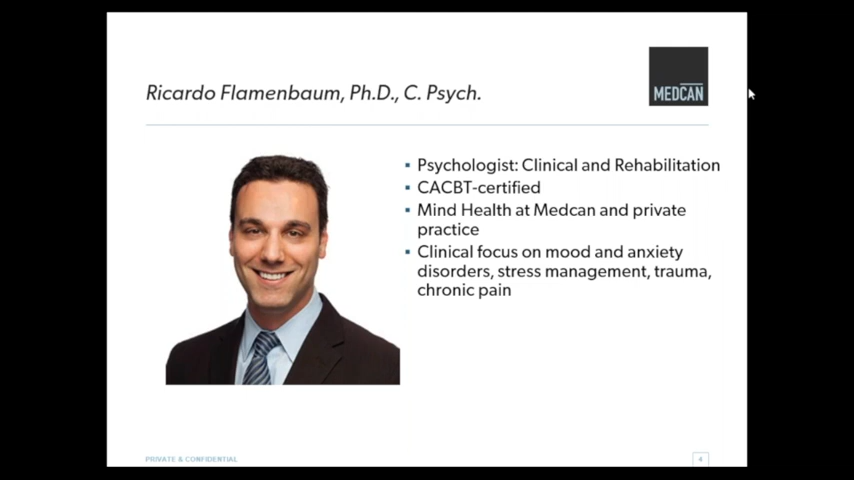 MEDCAN
Ricardo Flamenbaum, Ph.D., C. Psych.
Psychologist: Clinical and Rehabilitation
CACBT-certified
Mind Health at Medcan and private
practice
Clinical focus on mood and anxiety
disorders, stress management, trauma,
chronic pain
PRIVATE & CONFIDENTIAL
4